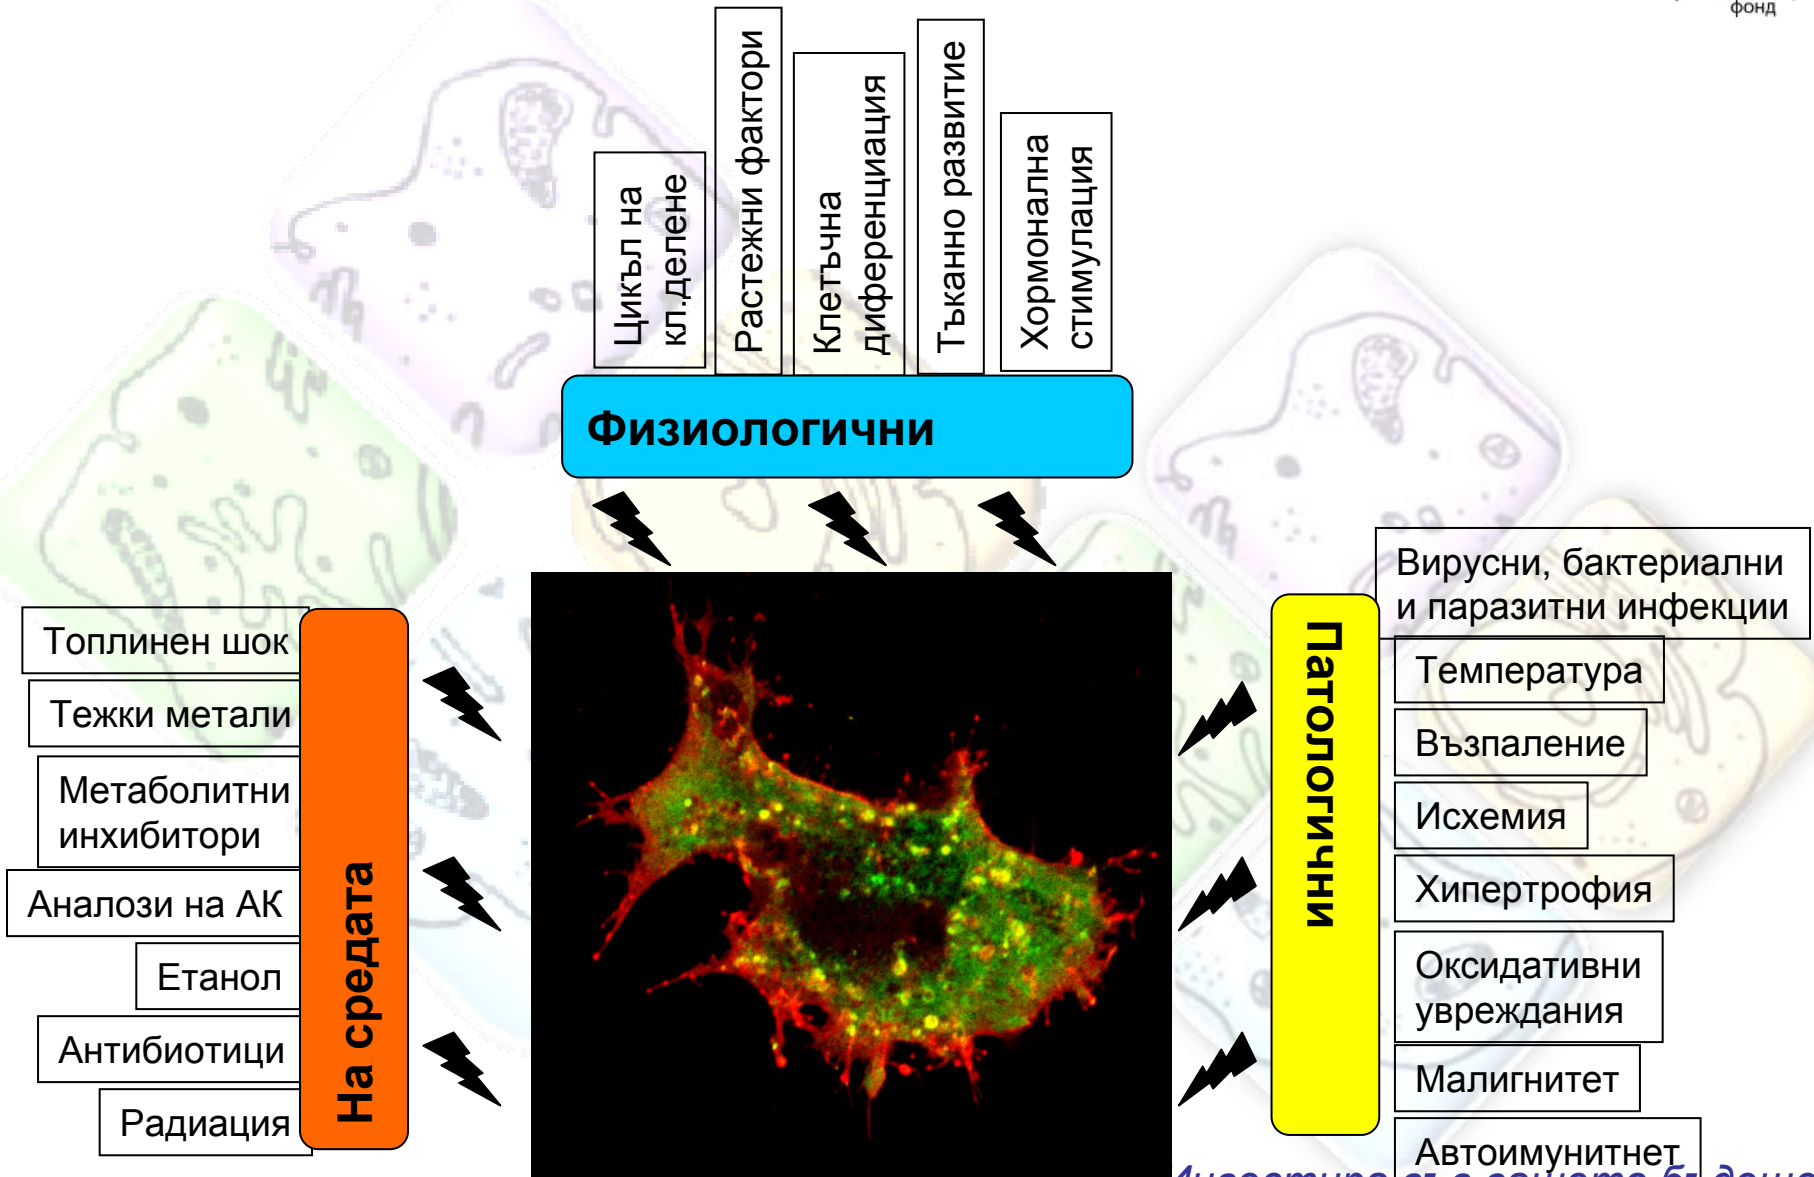 фонд
Цикъл на
кл.делене
Растежни фактори
Клетъчна
диференциация
Тъканно развитие
Хормонална
стимулация
Физиологични
Топлинен шок
Тежки метали
Метаболитни
инхибитори
Аналози на АК
Етанол
Антибиотици
Радиация
На средата
Патологични
Вирусни, бактериални
и паразитни инфекции
Температура
Възпаление
Исхемия
Хипертрофия
Оксидативни
увреждания
Малигнитет
Автоимунитнет